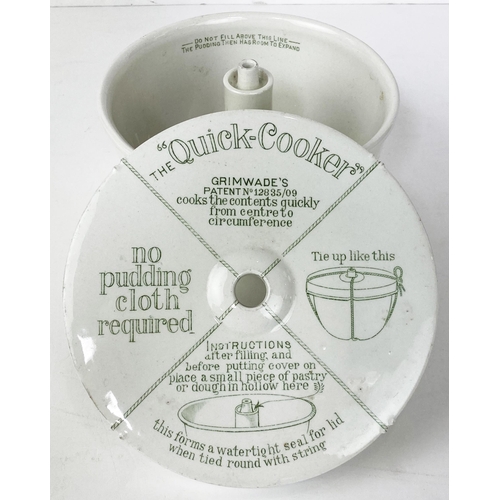 DO NOT FILL ABOVE THIS LINE
THE PUDDING THEN HAS ROOM TO EXPAND
THE "QUICK-COOKER"
GRIMWADE'S
PATENT No 12835/09
cooks the contents quickly
from centre to
circumference
no
pudding
cloth
required
Tie up like this
INSTRUCTIONS
after filling, and
before putting cover on
place a small piece of pastry
or dough in hollow here
this forms a watertight seal for lid
when tied round with string